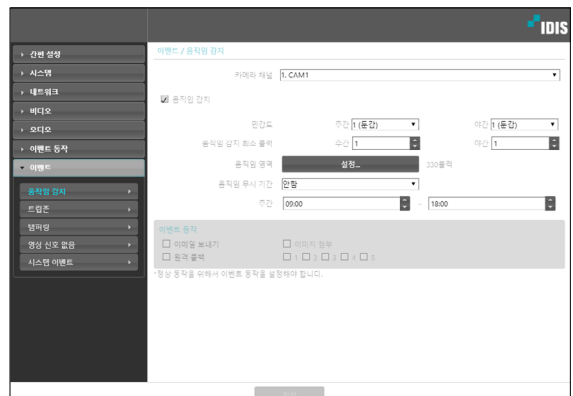 IDIS
이벤트 / 움직임 감지
간편 설정
시스템
네트워크
비디오
오디오
이벤트 동작
이벤트
움직임 감지
트립존
탬퍼링
영상 신호 없음
시스템 이벤트
카메라 채널 1. CAM1
움직임 감지
민감도 주간 1 (둔감) 야간 1 (둔감)
움직임 감지 최소 블럭 주간 1 야간 1
움직임 영역 설정... 330블럭
움직임 무시 기간 안함
주간 09:00 ~ 18:00
이벤트 동작
이메일 보내기 이미지 첨부
원격 콜백 1 2 3 4 5
*정상 동작을 위해서 이벤트 동작을 설정해야 합니다.